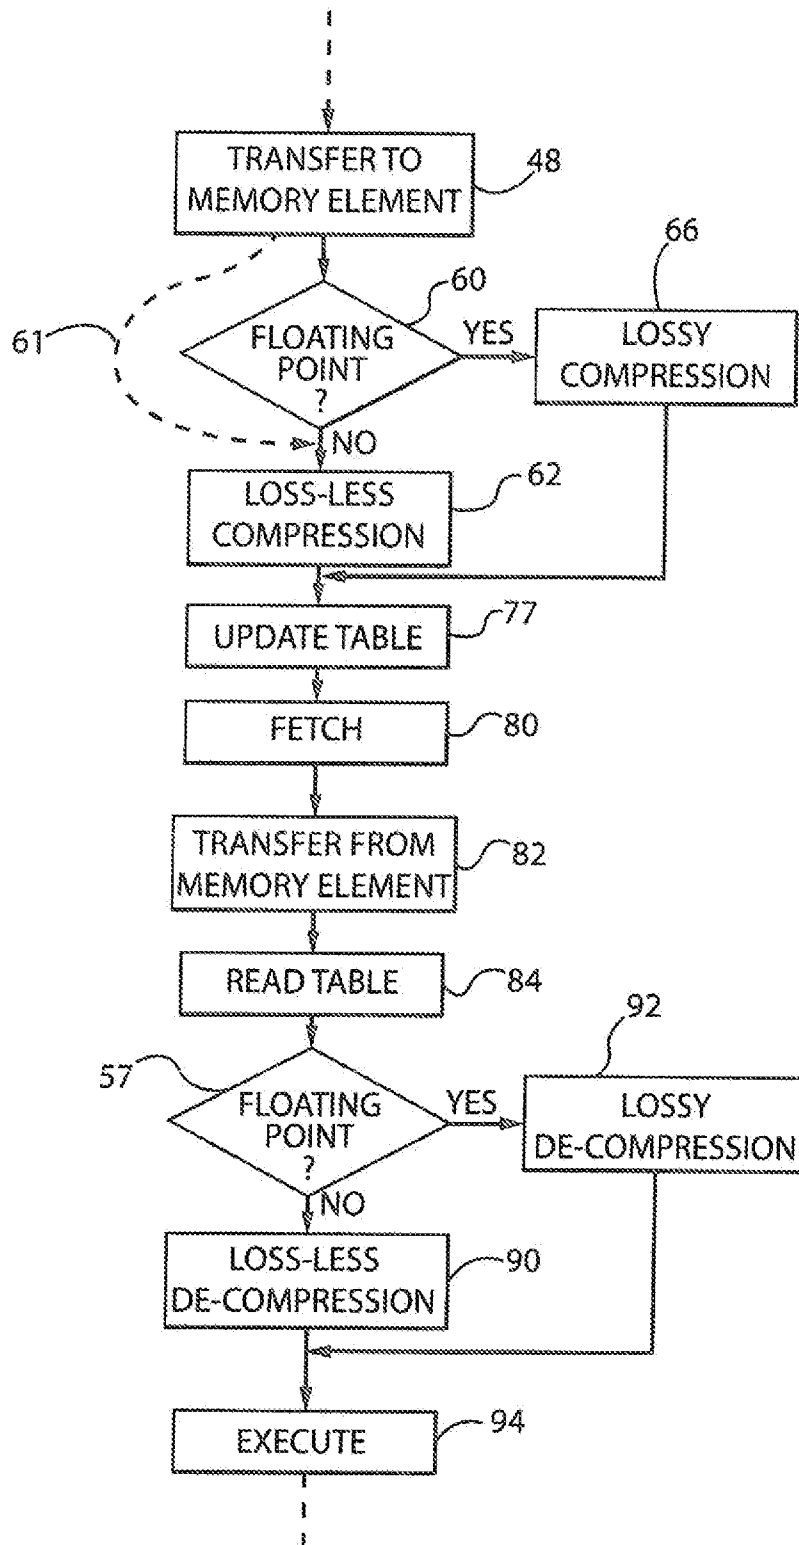 TRANSFER TO
MEMORY ELEMENT
48
66
60
FLOATING
POINT
?
YES
LOSSY
COMPRESSION
61
NO
LOSS-LESS
COMPRESSION
62
UPDATE TABLE
77
FETCH
80
TRANSFER FROM
MEMORY ELEMENT
82
READ TABLE
84
92
57
FLOATING
POINT
?
YES
LOSSY
DE-COMPRESSION
NO
LOSS-LESS
DE-COMPRESSION
90
EXECUTE
94